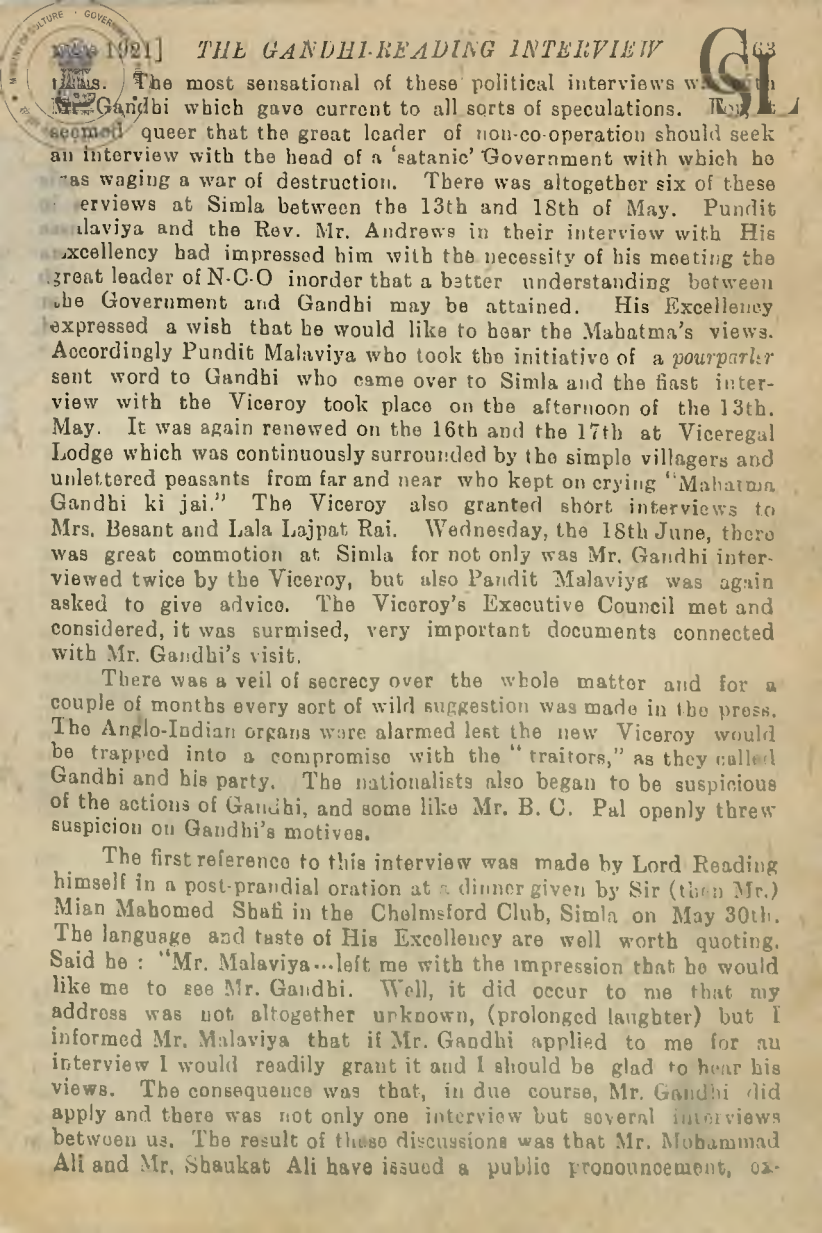 1921] THE GANDHI-READING INTERVIEW
The most sensational of these political interviews
Gandhi which gave current to all sorts of speculations.
seemed queer that the great leader of non-co-operation should seek
an interview with the head of a ‘satanic’ Government with which he
as waging a war of destruction. There was altogether six of these
erviews at Simla between the 13th and 18th of May. Pundit
laviya and the Rev. Mr. Andrews in their interview with His
xcellency had impressed him with the necessity of his meeting the
great leader of N-C-O inorder that a batter understanding between
the Government and Gandhi may be attained. His Excellency
expressed a wish that he would like to hear the Mahatma's views.
Accordingly Pundit Malaviya who took the initiative of a pourparler
sent word to Gandhi who came over to Simla and the fiast inter-
view with the Viceroy took place on the afternoon of the 13th.
May. It was again renewed on the 16th and the 17th at Viceregal
Lodge which was continuously surrounded by the simple villagers and
unlettered peasants from far and near who kept on crying "Mahatma
Gandhi ki jai." The Viceroy also granted short interviews to
Mrs. Besant and Lala Lajpat Rai. Wednesday, the 18th June, there
was great commotion at Simla for not only was Mr. Gandhi inter-
viewed twice by the Viceroy, but also Pandit Malaviya was again
asked to give advice. The Viceroy's Executive Council met and
considered, it was surmised, very important documents connected
with Mr. Gandhi's visit.
There was a veil of secrecy over the whole matter and for a
couple of months every sort of wild suggestion was made in the press.
The Anglo-Indian organs ware alarmed lest the new Viceroy would
be trapped into a compromise with the " traitors," as they called
Gandhi and his party. The nationalists also began to be suspicious
of the actions of Gandhi, and some like Mr. B. C. Pal openly threw
suspicion on Gandhi's motives.
The first reference to this interview was made by Lord Reading
himself in a post-prandial oration at a dinner given by Sir (then Mr.)
Mian Mahomed Shafi in the Chelmsford Club, Simla on May 30th.
The language and taste of His Excellency are well worth quoting.
Said he : "Mr. Malaviya...left me with the impression that he would
like me to see Mr. Gandhi. Well, it did occur to me that my
address was not altogether unknown, (prolonged laughter) but I
informed Mr. Malaviya that if Mr. Gandhi applied to me for an
interview I would readily grant it and I should be glad to hear his
views. The consequence was that, in due course, Mr. Gandhi did
apply and there was not only one interview but several interviews
between us. The result of these discussions was that Mr. Mohammad
Ali and Mr. Shaukat Ali have issued a public pronouncement, ex-